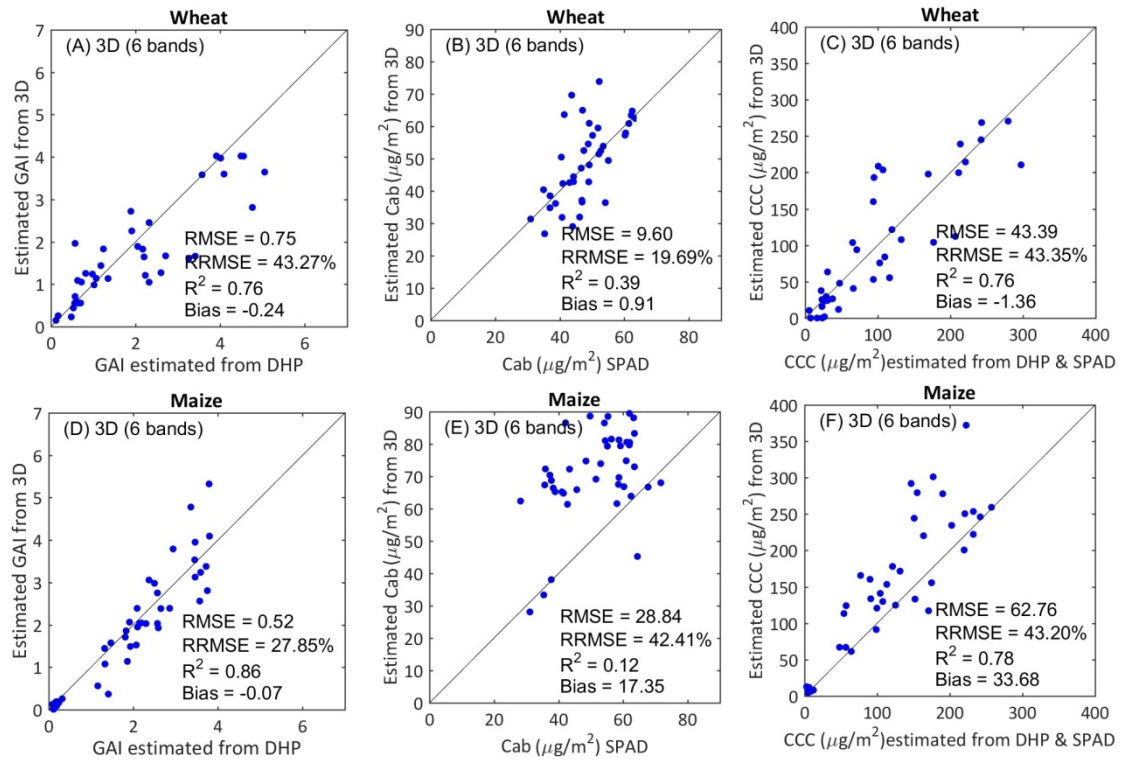 Wheat
(A) 3D (6 bands)
Estimated GAI from 3D
7
6
5
4
3
2
1
0
RMSE = 0.75
RRMSE = 43.27%
R² = 0.76
Bias = -0.24
0 2 4 6
GAI estimated from DHP
Wheat
(B) 3D (6 bands)
Estimated Cab (μg/m²) from 3D
90
80
70
60
50
40
30
20
10
0
RMSE = 9.60
RRMSE = 19.69%
R² = 0.39
Bias = 0.91
0 20 40 60 80
Cab (μg/m²) SPAD
Wheat
(C) 3D (6 bands)
Estimated CCC (μg/m²) from 3D
400
350
300
250
200
150
100
50
0
RMSE = 43.39
RRMSE = 43.35%
R² = 0.76
Bias = -1.36
0 100 200 300 400
CCC (μg/m²)estimated from DHP & SPAD
Maize
(D) 3D (6 bands)
Estimated GAI from 3D
7
6
5
4
3
2
1
0
RMSE = 0.52
RRMSE = 27.85%
R² = 0.86
Bias = -0.07
0 2 4 6
GAI estimated from DHP
Maize
(E) 3D (6 bands)
Estimated Cab (μg/m²) from 3D
90
80
70
60
50
40
30
20
10
0
RMSE = 28.84
RRMSE = 42.41%
R² = 0.12
Bias = 17.35
0 20 40 60 80
Cab (μg/m²) SPAD
Maize
(F) 3D (6 bands)
Estimated CCC (μg/m²) from 3D
400
350
300
250
200
150
100
50
0
RMSE = 62.76
RRMSE = 43.20%
R² = 0.78
Bias = 33.68
0 100 200 300 400
CCC (μg/m²)estimated from DHP & SPAD